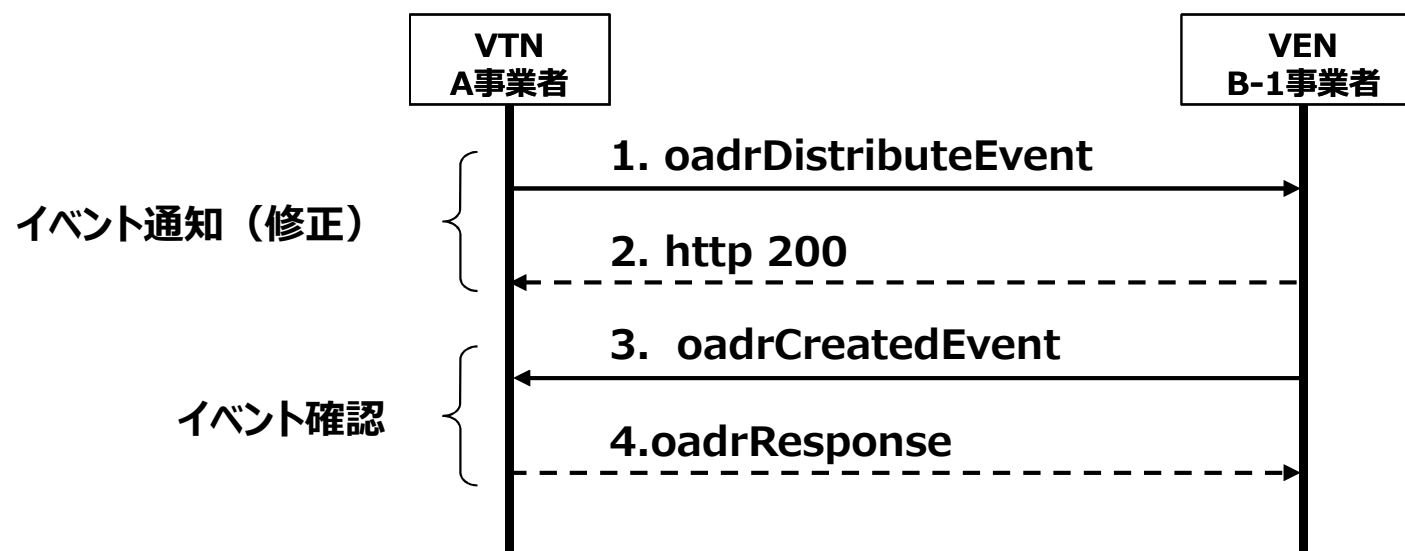 VTN
A事業者
VEN
B-1事業者
1. oadrDistributeEvent
イベント通知（修正）
2. http 200
3. oadrCreatedEvent
イベント確認
4.oadrResponse